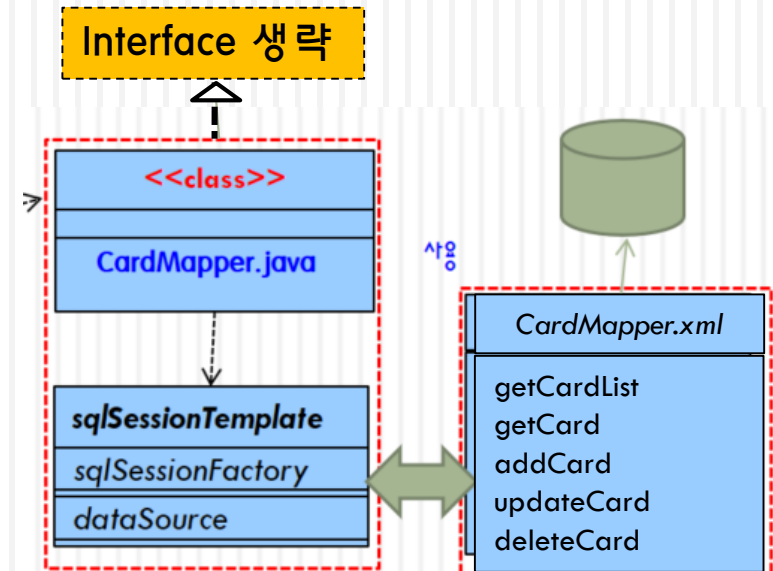 Interface 생략
<<class>>
CardMapper.java
사용
CardMapper.xml
sqlSessionTemplate
sqlSessionFactory
dataSource
getCardList
getCard
addCard
updateCard
deleteCard